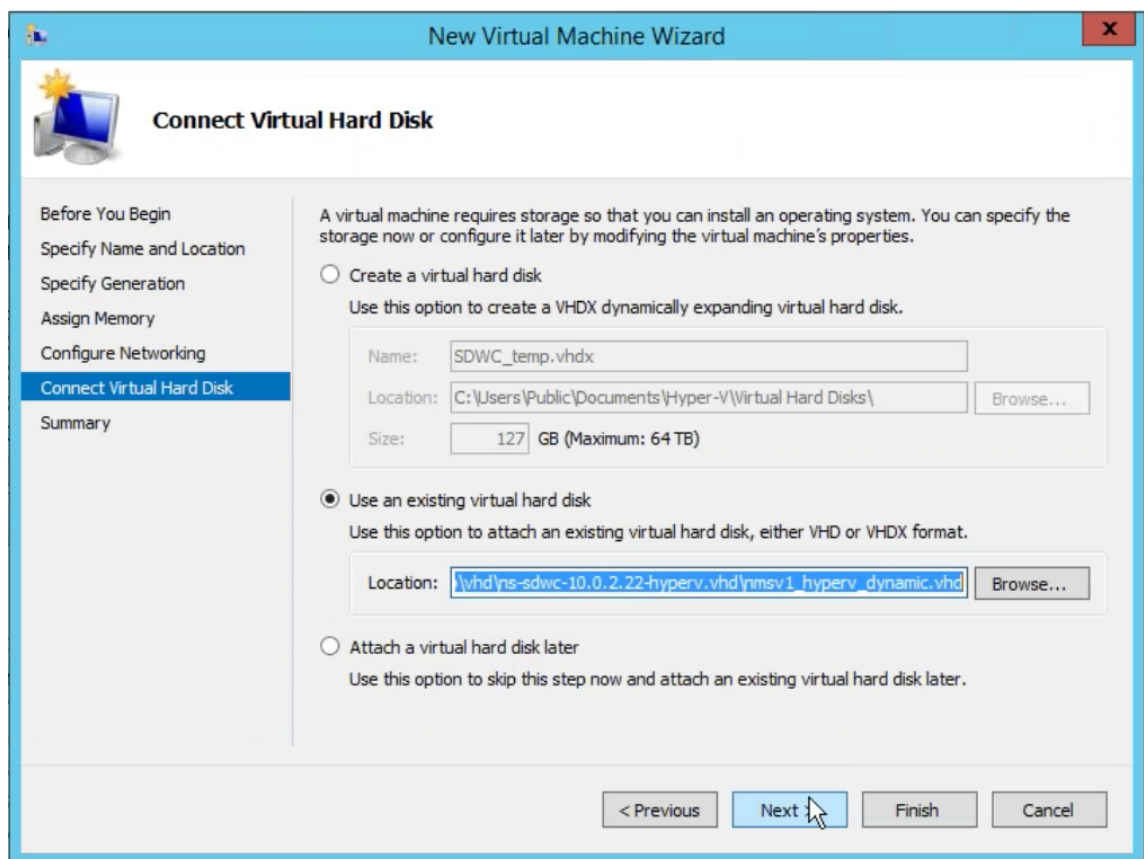 New Virtual Machine Wizard
x
Connect Virtual Hard Disk
Before You Begin
Specify Name and Location
Specify Generation
Assign Memory
Configure Networking
Connect Virtual Hard Disk
Summary
A virtual machine requires storage so that you can install an operating system. You can specify the
storage now or configure it later by modifying the virtual machine's properties.
Create a virtual hard disk
Use this option to create a VHDX dynamically expanding virtual hard disk.
Name: SDWC_temp.vhdx
Location: C:\Users\Public\Documents\Hyper-V\Virtual Hard Disks\ Browse...
Size: 127 GB (Maximum: 64 TB)
Use an existing virtual hard disk
Use this option to attach an existing virtual hard disk, either VHD or VHDX format.
Location: \vhd\ns-sdwc-10.0.2.22-hyperv.vhd\nmsv1_hyperv_dynamic.vhd Browse...
Attach a virtual hard disk later
Use this option to skip this step now and attach an existing virtual hard disk later.
< Previous Next > Finish Cancel